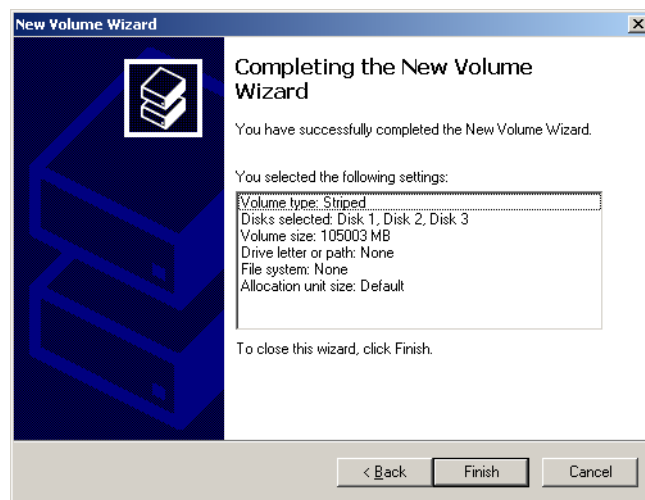 New Volume Wizard
Completing the New Volume
Wizard
You have successfully completed the New Volume Wizard.
You selected the following settings:
Volume type: Striped
Disks selected: Disk 1, Disk 2, Disk 3
Volume size: 105003 MB
Drive letter or path: None
File system: None
Allocation unit size: Default
To close this wizard, click Finish.
< Back
Finish
Cancel